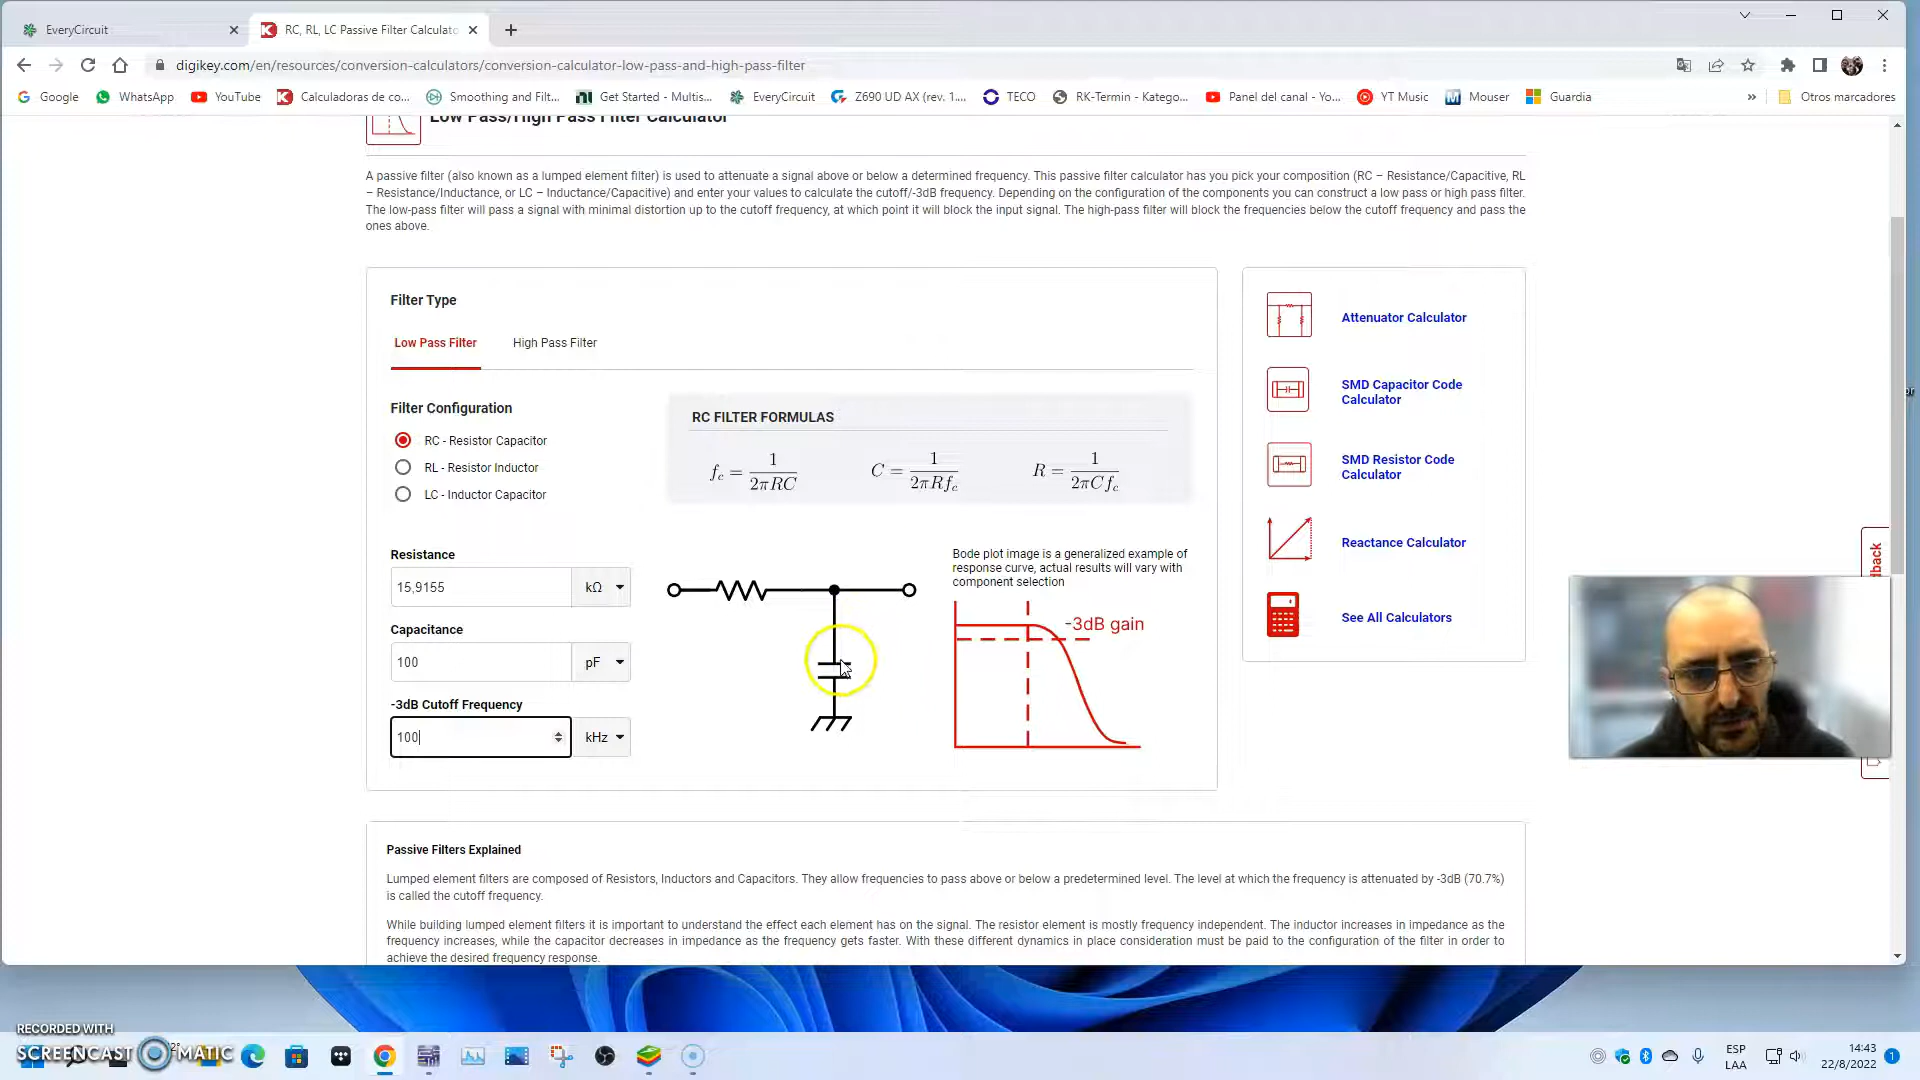 EveryCircuit
RC, RL, LC Passive Filter Calculato
digikey.com/en/resources/conversion-calculators/conversion-calculator-low-pass-and-high-pass-filter
Google
WhatsApp
YouTube
Calculadoras de co...
Smoothing and Filt...
Get Started - Multis...
EveryCircuit
Z690 UD AX (rev. 1....
TECO
RK-Termin - Katego...
Panel del canal - Yo...
YT Music
Mouser
Guardia
»
Otros marcadores
Low Pass/High Pass Filter Calculator
A passive filter (also known as a lumped element filter) is used to attenuate a signal above or below a determined frequency. This passive filter calculator has you pick your composition (RC – Resistance/Capacitive, RL
– Resistance/Inductance, or LC – Inductance/Capacitive) and enter your values to calculate the cutoff/-3dB frequency. Depending on the configuration of the components you can construct a low pass or high pass filter.
The low-pass filter will pass a signal with minimal distortion up to the cutoff frequency, at which point it will block the input signal. The high-pass filter will block the frequencies below the cutoff frequency and pass the
ones above.
Filter Type
Low Pass Filter
High Pass Filter
Filter Configuration
RC - Resistor Capacitor
RL - Resistor Inductor
LC - Inductor Capacitor
RC FILTER FORMULAS
f_c = 1 / 2πRC
C = 1 / 2πRf_c
R = 1 / 2πCf_c
Resistance
15,9155 kΩ
Capacitance
100 pF
-3dB Cutoff Frequency
100 kHz
Bode plot image is a generalized example of
response curve, actual results will vary with
component selection
-3dB gain
Attenuator Calculator
SMD Capacitor Code
Calculator
SMD Resistor Code
Calculator
Reactance Calculator
See All Calculators
Passive Filters Explained
Lumped element filters are composed of Resistors, Inductors and Capacitors. They allow frequencies to pass above or below a predetermined level. The level at which the frequency is attenuated by -3dB (70.7%)
is called the cutoff frequency.
While building lumped element filters it is important to understand the effect each element has on the signal. The resistor element is mostly frequency independent. The inductor increases in impedance as the
frequency increases, while the capacitor decreases in impedance as the frequency gets faster. With these different dynamics in place consideration must be paid to the configuration of the filter in order to
achieve the desired frequency response.
RECORDED WITH
SCREENCAST MATIC
ESP
LAA
14:43
22/8/2022
1